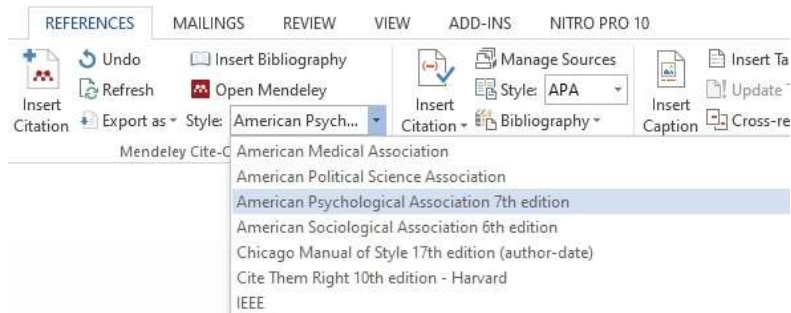 REFERENCES MAILINGS REVIEW VIEW ADD-INS NITRO PRO 10
Undo Insert Bibliography Manage Sources Insert Ta
Refresh Open Mendeley Style: APA Update
Insert Citation Export as Style: American Psych... Insert Citation Bibliography Insert Caption Cross-re
Mendeley Cite-O
American Medical Association
American Political Science Association
American Psychological Association 7th edition
American Sociological Association 6th edition
Chicago Manual of Style 17th edition (author-date)
Cite Them Right 10th edition - Harvard
IEEE